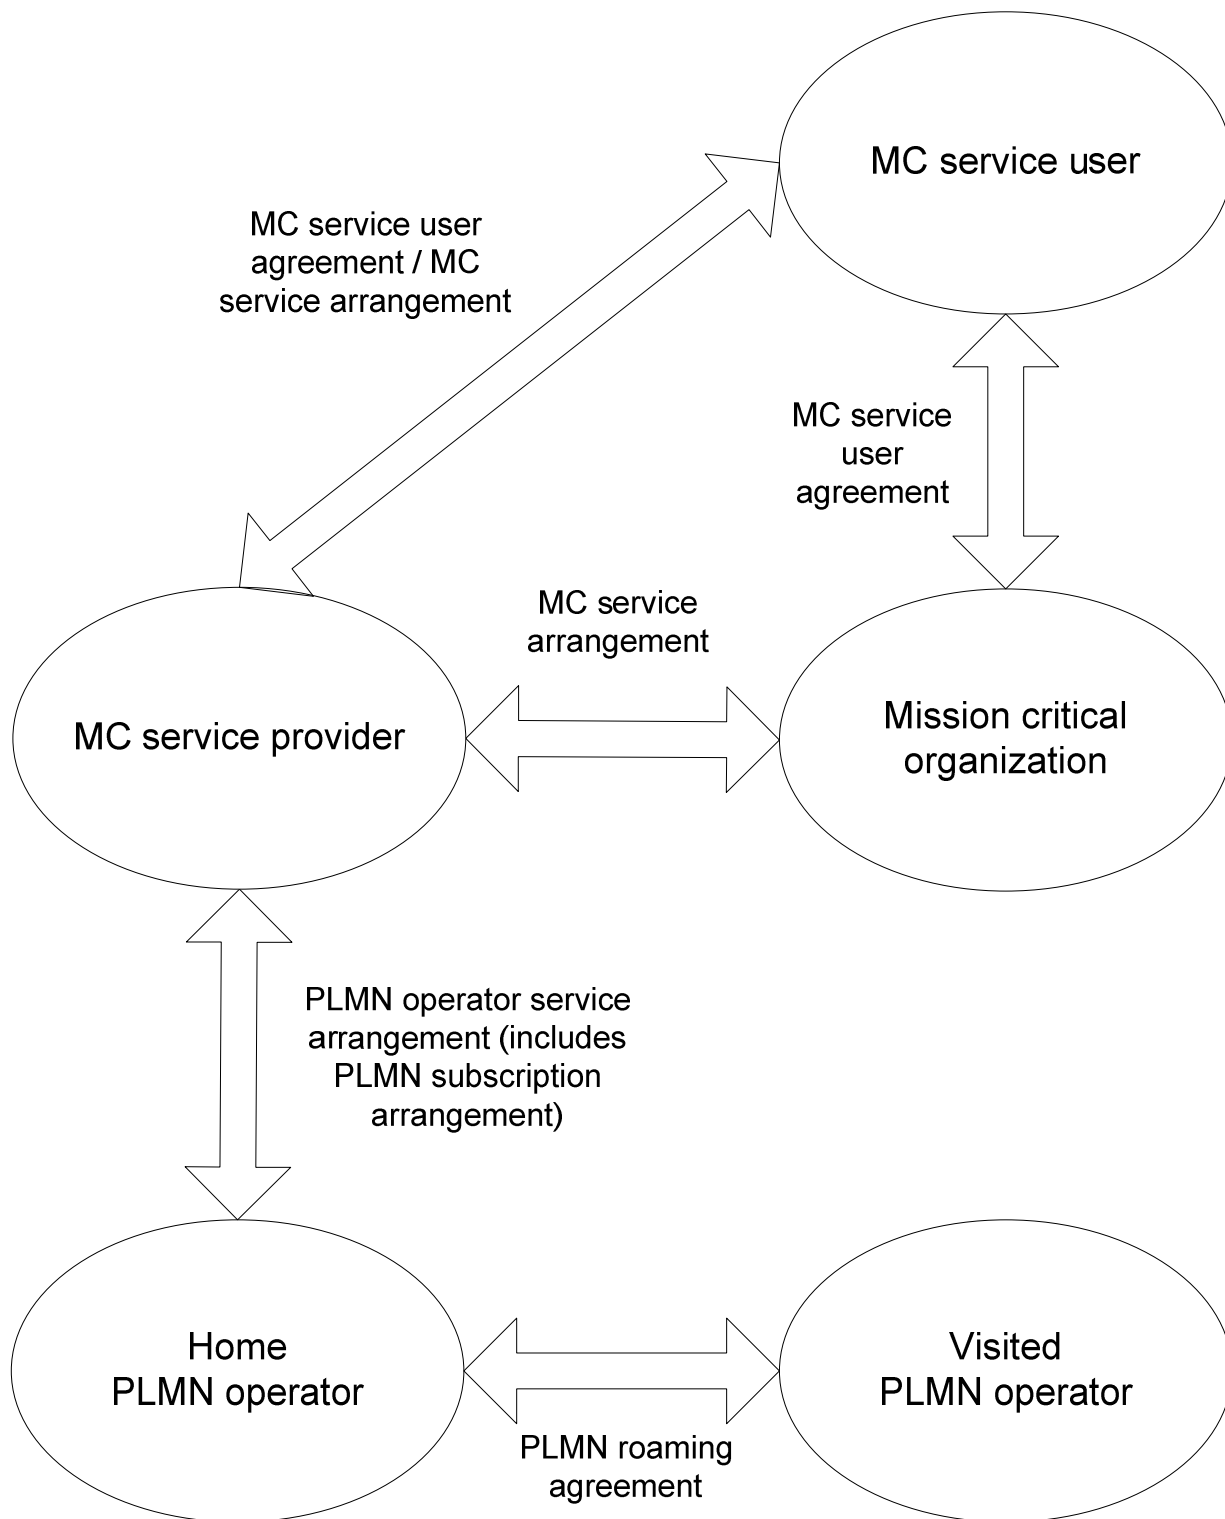 MC service user
MC service user
agreement / MC
service arrangement
MC service
user
agreement
MC service
arrangement
MC service provider
Mission critical
organization
PLMN operator service
arrangement (includes
PLMN subscription
arrangement)
Home
PLMN operator
Visited
PLMN operator
PLMN roaming
agreement